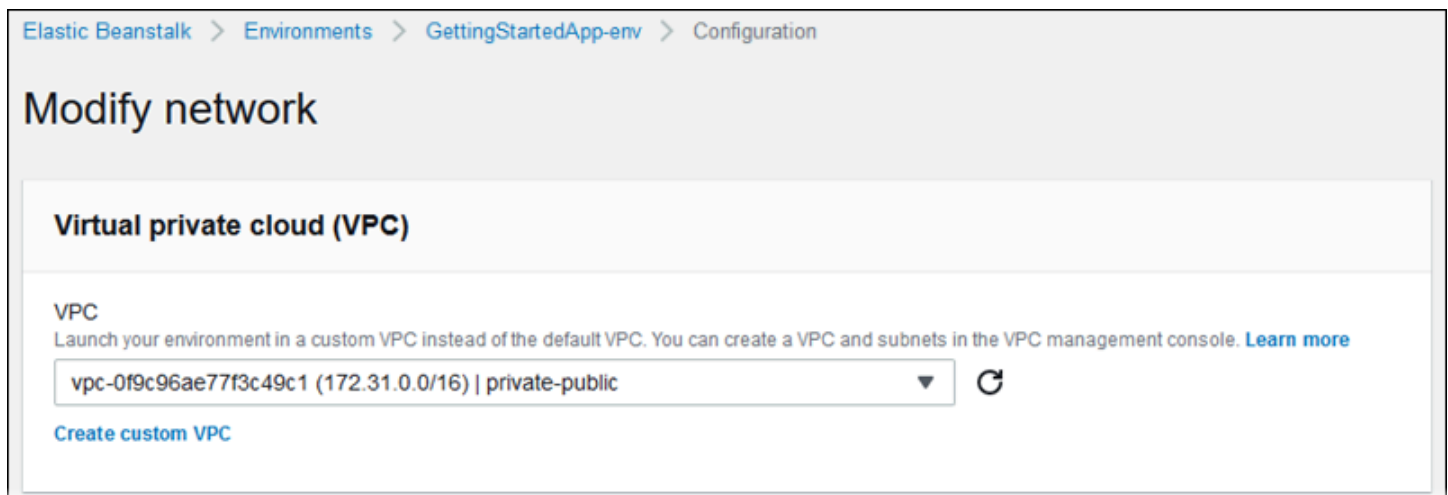 Elastic Beanstalk > Environments > GettingStartedApp-env > Configuration
Modify network
Virtual private cloud (VPC)
VPC
Launch your environment in a custom VPC instead of the default VPC. You can create a VPC and subnets in the VPC management console. Learn more
vpc-0f9c96ae77f3c49c1 (172.31.0.0/16) | private-public
Create custom VPC